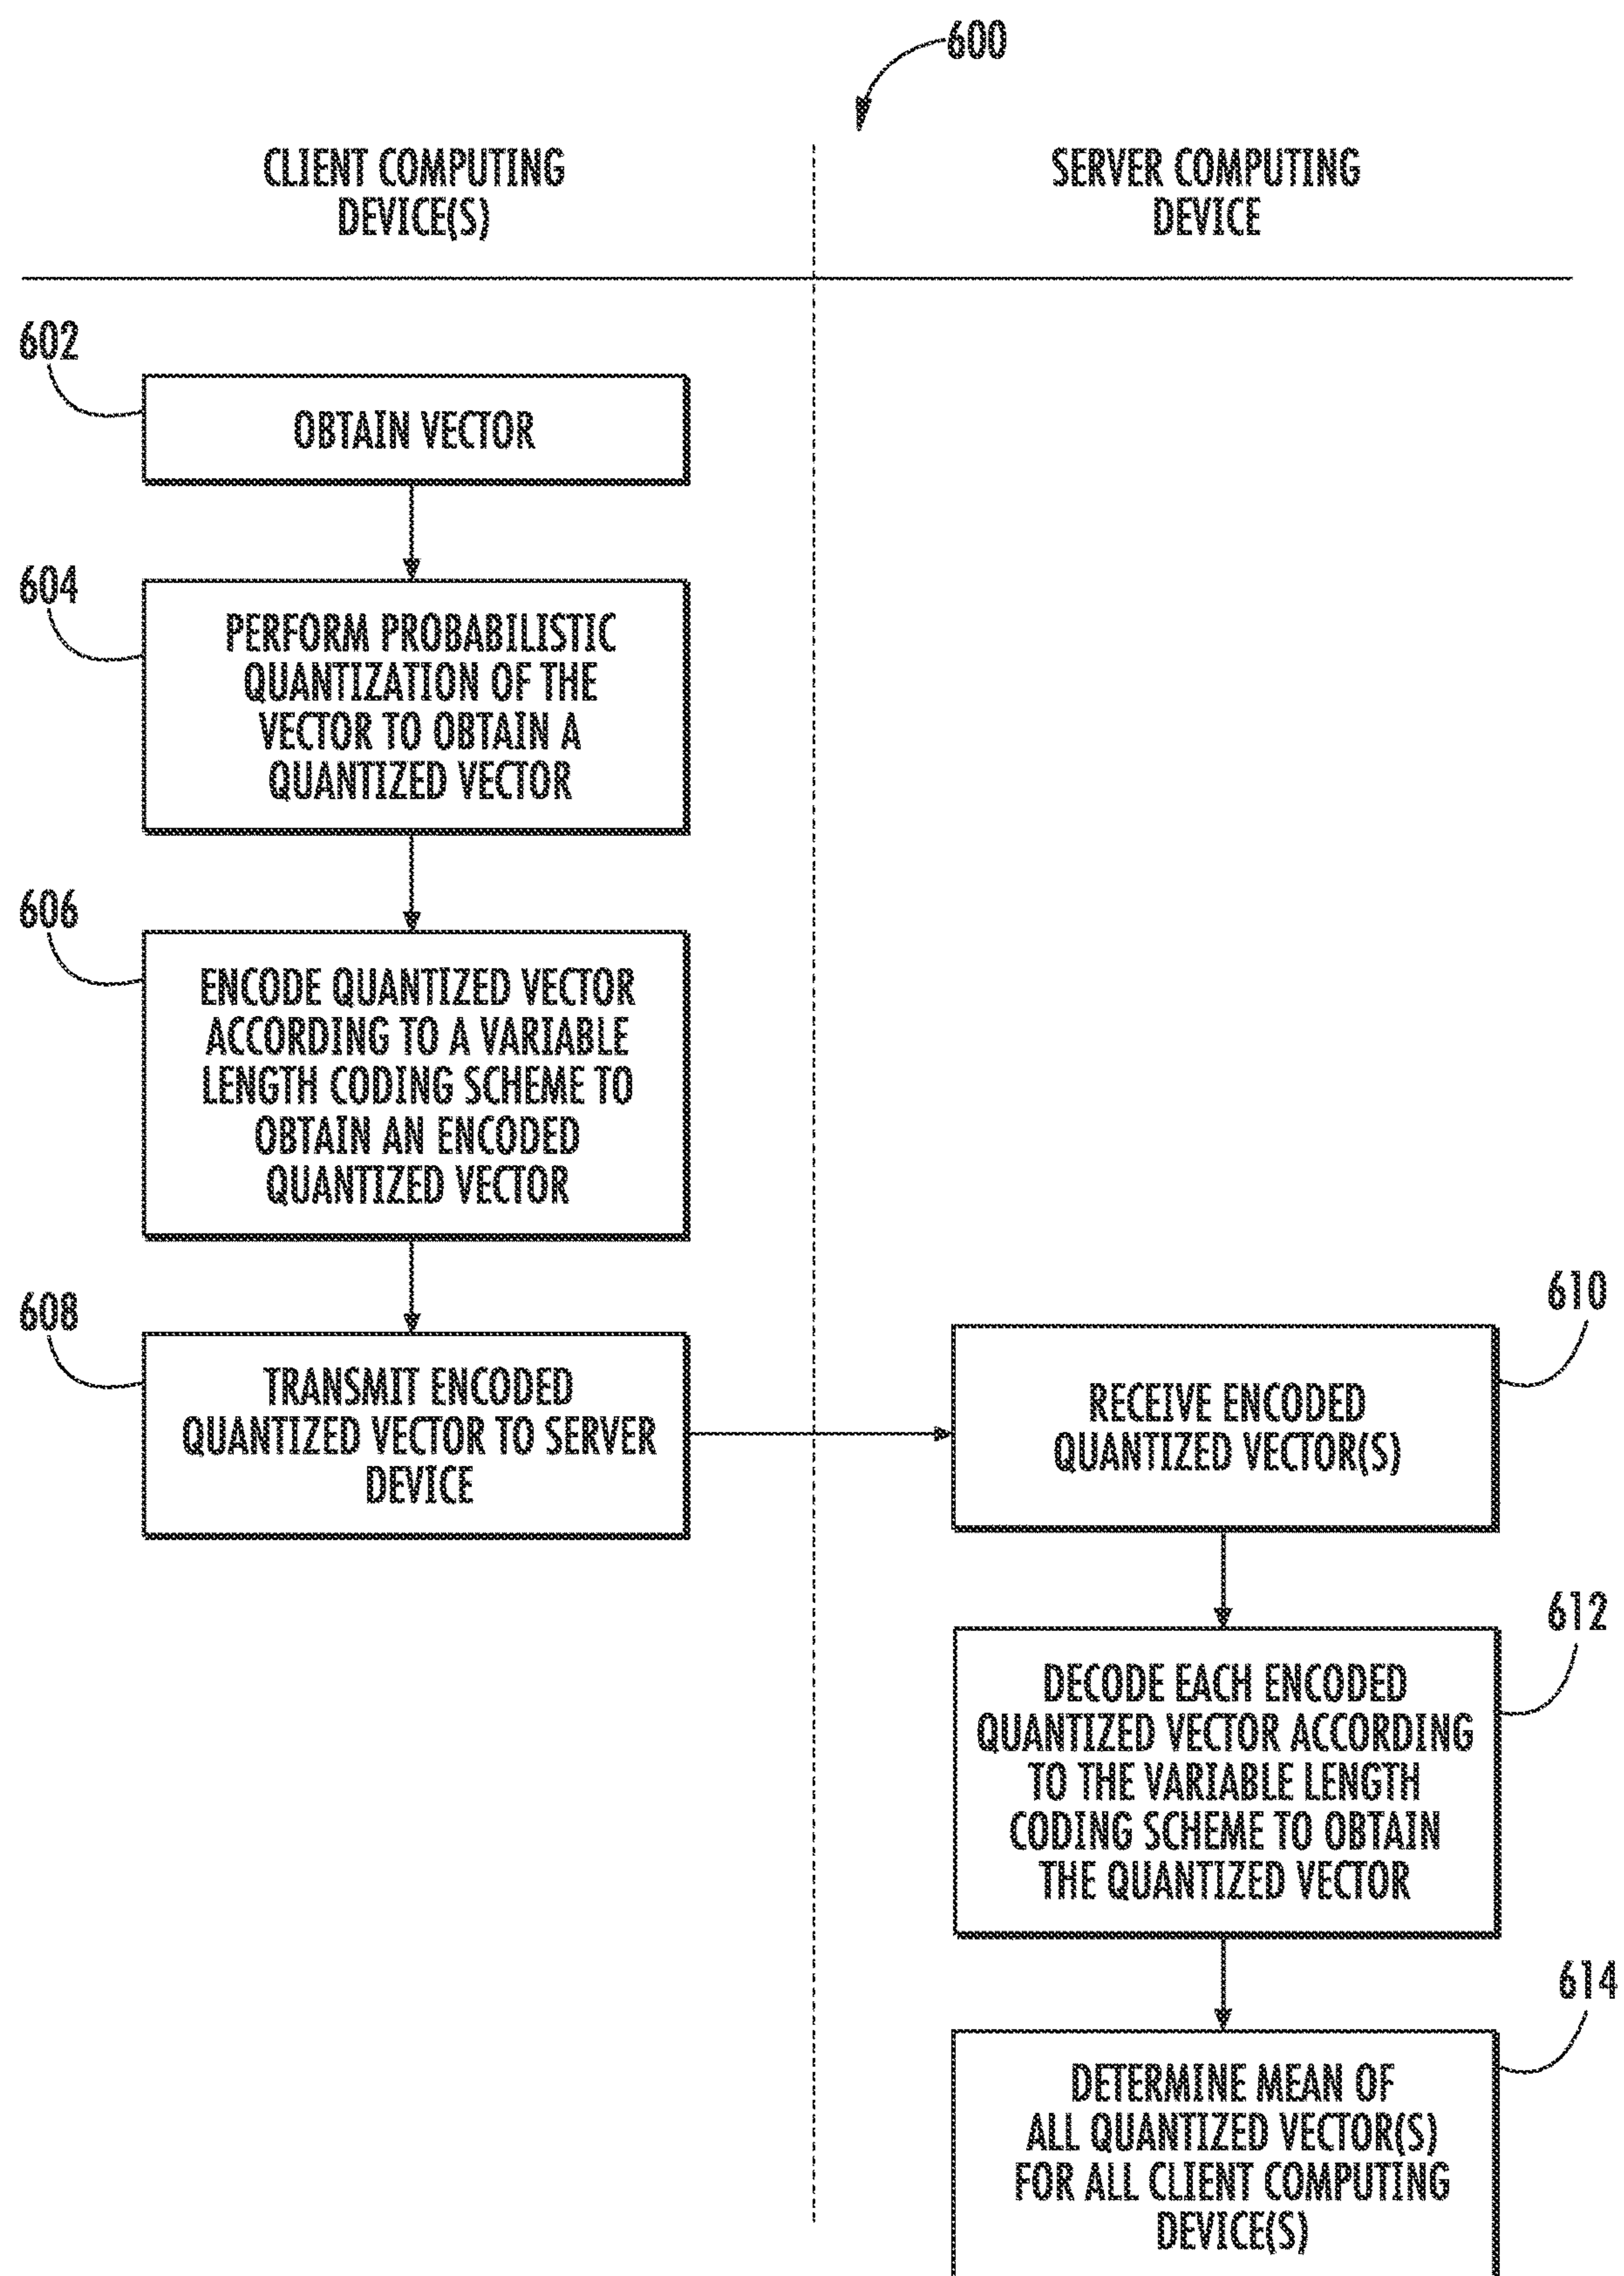 600
CLIENT COMPUTING
DEVICE(S)
SERVER COMPUTING
DEVICE
602
OBTAIN VECTOR
604
PERFORM PROBABILISTIC
QUANTIZATION OF THE
VECTOR TO OBTAIN A
QUANTIZED VECTOR
606
ENCODE QUANTIZED VECTOR
ACCORDING TO A VARIABLE
LENGTH CODING SCHEME TO
OBTAIN AN ENCODED
QUANTIZED VECTOR
608
TRANSMIT ENCODED
QUANTIZED VECTOR TO SERVER
DEVICE
610
RECEIVE ENCODED
QUANTIZED VECTOR(S)
612
DECODE EACH ENCODED
QUANTIZED VECTOR ACCORDING
TO THE VARIABLE LENGTH
CODING SCHEME TO OBTAIN
THE QUANTIZED VECTOR
614
DETERMINE MEAN OF
ALL QUANTIZED VECTOR(S)
FOR ALL CLIENT COMPUTING
DEVICE(S)